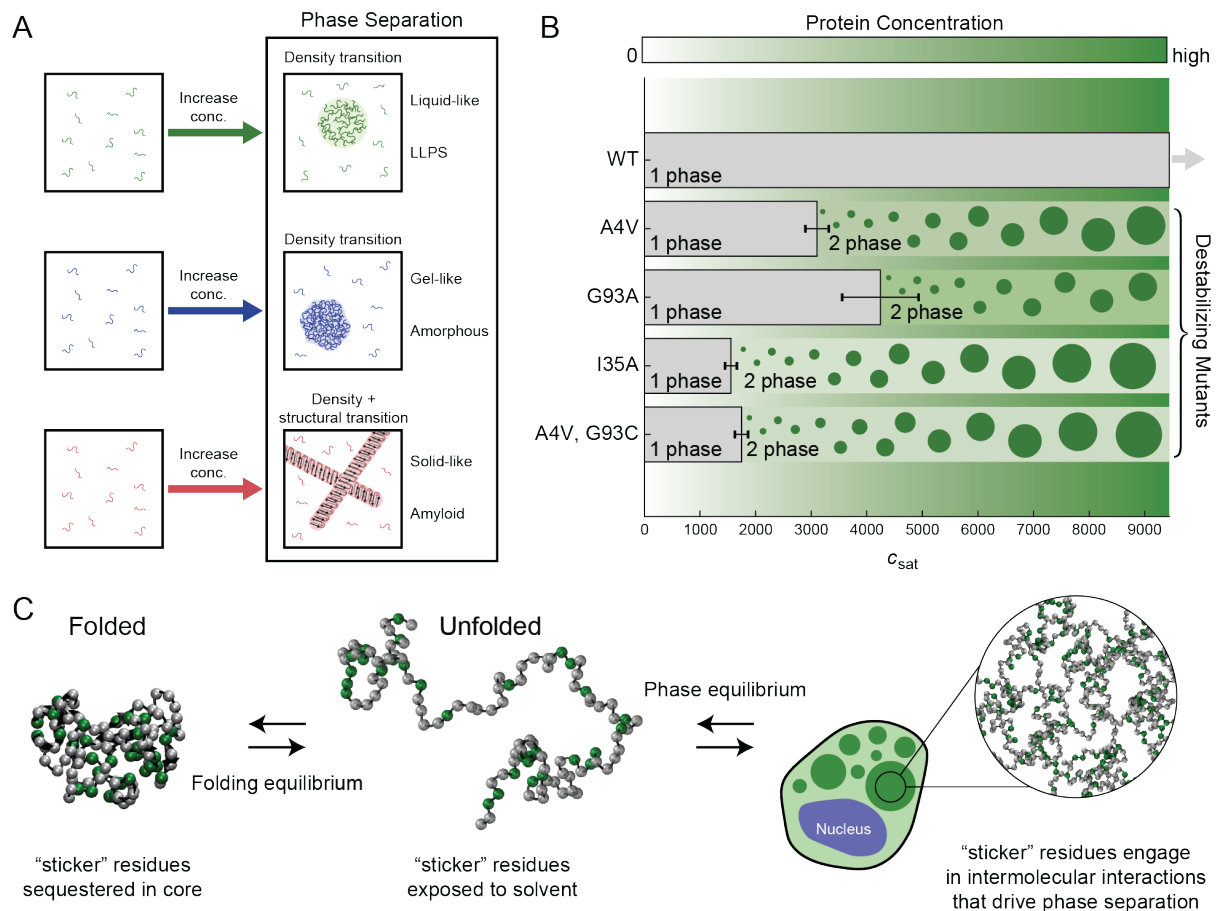 A
Phase Separation
Increase
conc.
Density transition
Liquid-like
LLPS
Increase
conc.
Density transition
Gel-like
Amorphous
Increase
conc.
Density +
structural transition
Solid-like
Amyloid
B
Protein Concentration
0
high
WT
1 phase
A4V
1 phase
2 phase
G93A
1 phase
2 phase
I35A
1 phase
2 phase
A4V, G93C
1 phase
2 phase
Destabilizing Mutants
0 1000 2000 3000 4000 5000 6000 7000 8000 9000
csat
C
Folded
Unfolded
Folding equilibrium
Phase equilibrium
Nucleus
“sticker” residues
sequestered in core
“sticker” residues
exposed to solvent
“sticker” residues engage
in intermolecular interactions
that drive phase separation